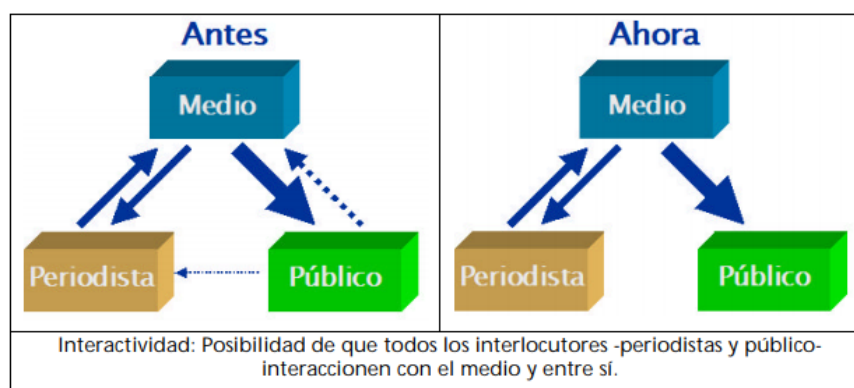 Antes
Medio
Periodista
Público
Ahora
Medio
Periodista
Público
Interactividad: Posibilidad de que todos los interlocutores -periodistas y público-
interaccionen con el medio y entre sí.